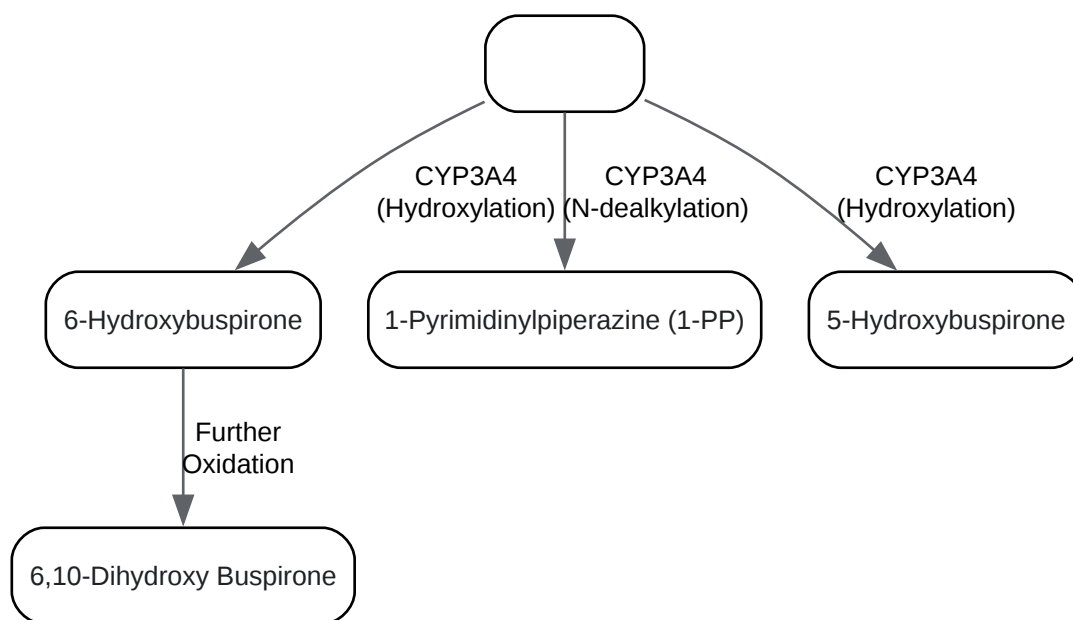 CYP3A4
(Hydroxylation)
CYP3A4
(N-dealkylation)
CYP3A4
(Hydroxylation)
6-Hydroxybuspirone
1-Pyrimidinylpiperazine (1-PP)
5-Hydroxybuspirone
Further
Oxidation
6,10-Dihydroxy Buspirone